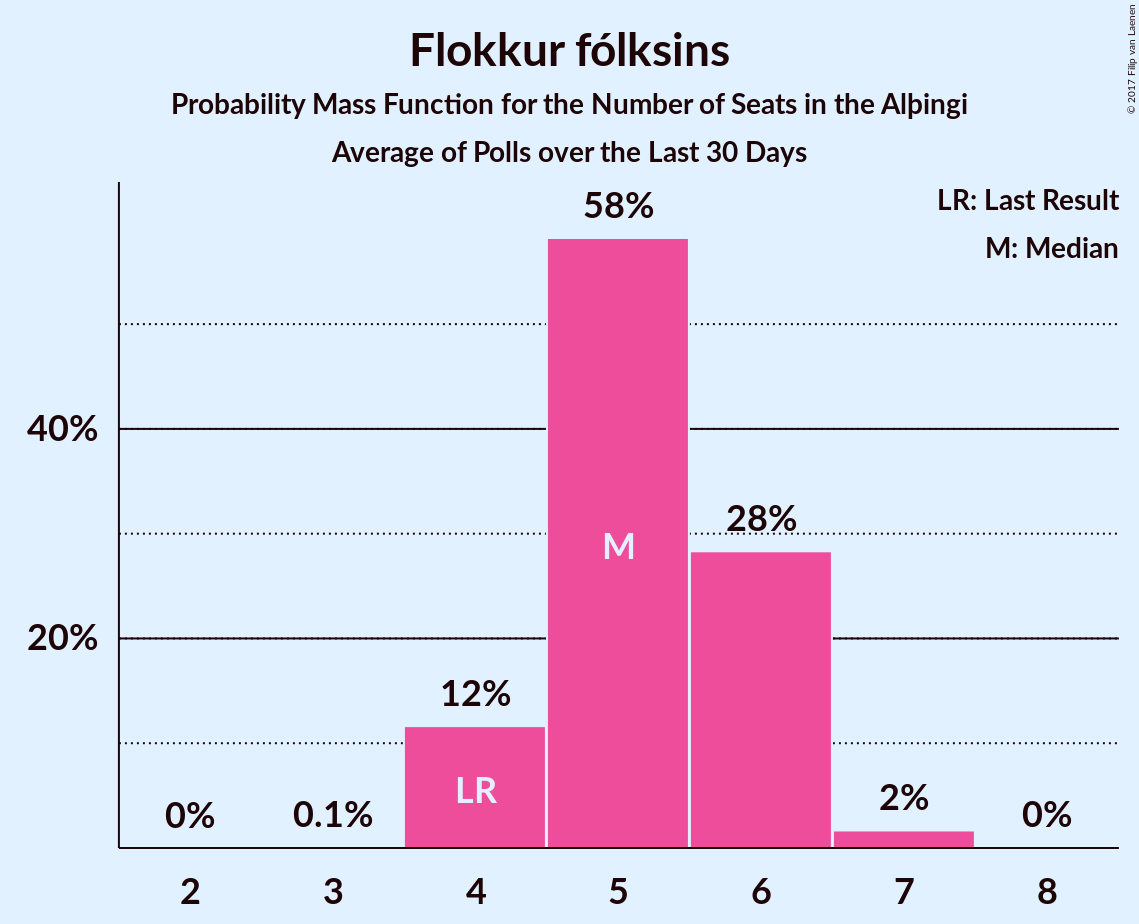 Flokkur fólksins
Probability Mass Function for the Number of Seats in the Alþingi
Average of Polls over the Last 30 Days
© 2017 Filip van Laenen
LR: Last Result
M: Median
58%
40%
M
28%
20%
12%
LR
2%
0%
0.1%
0%
2 3 4 5 6 7 8